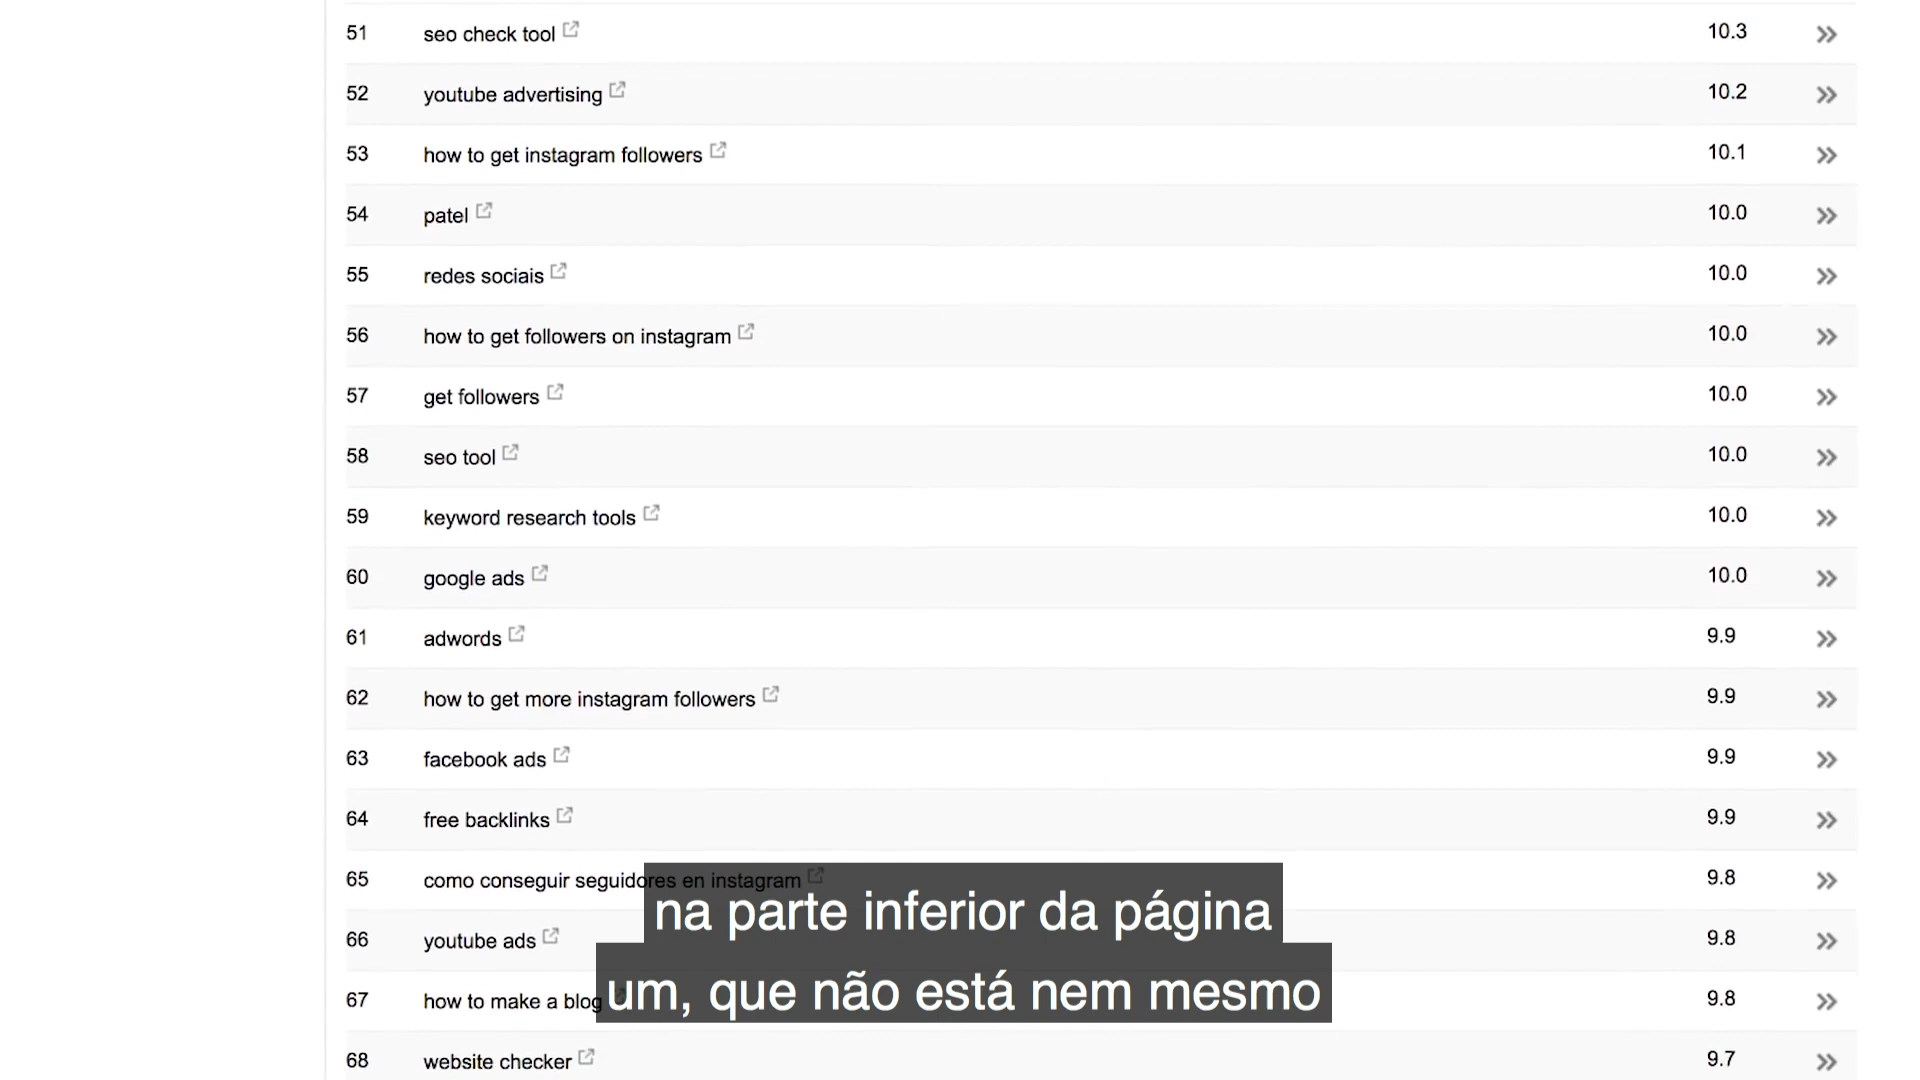 51 seo check tool 10.3
52 youtube advertising 10.2
53 how to get instagram followers 10.1
54 patel 10.0
55 redes sociais 10.0
56 how to get followers on instagram 10.0
57 get followers 10.0
58 seo tool 10.0
59 keyword research tools 10.0
60 google ads 10.0
61 adwords 9.9
62 how to get more instagram followers 9.9
63 facebook ads 9.9
64 free backlinks 9.9
65 como conseguir seguidores en instagram 9.8
66 youtube ads 9.8
67 how to make a blog 9.8
68 website checker 9.7
na parte inferior da página
um, que não está nem mesmo